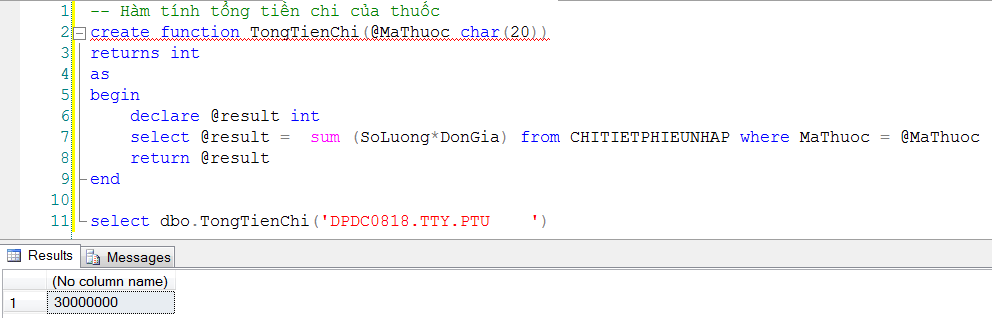 1 -- Hàm tính tổng tiền chi của thuốc
2 create function TongTienChi(@MaThuoc char(20))
3 returns int
4 as
5 begin
6 declare @result int
7 select @result =  sum (SoLuong*DonGia) from CHITIETPHIEUNHAP where MaThuoc = @MaThuoc
8 return @result
9 end
10
11 select dbo.TongTienChi('DPDC0818.TTY.PTU    ')
Results Messages
(No column name)
1 30000000